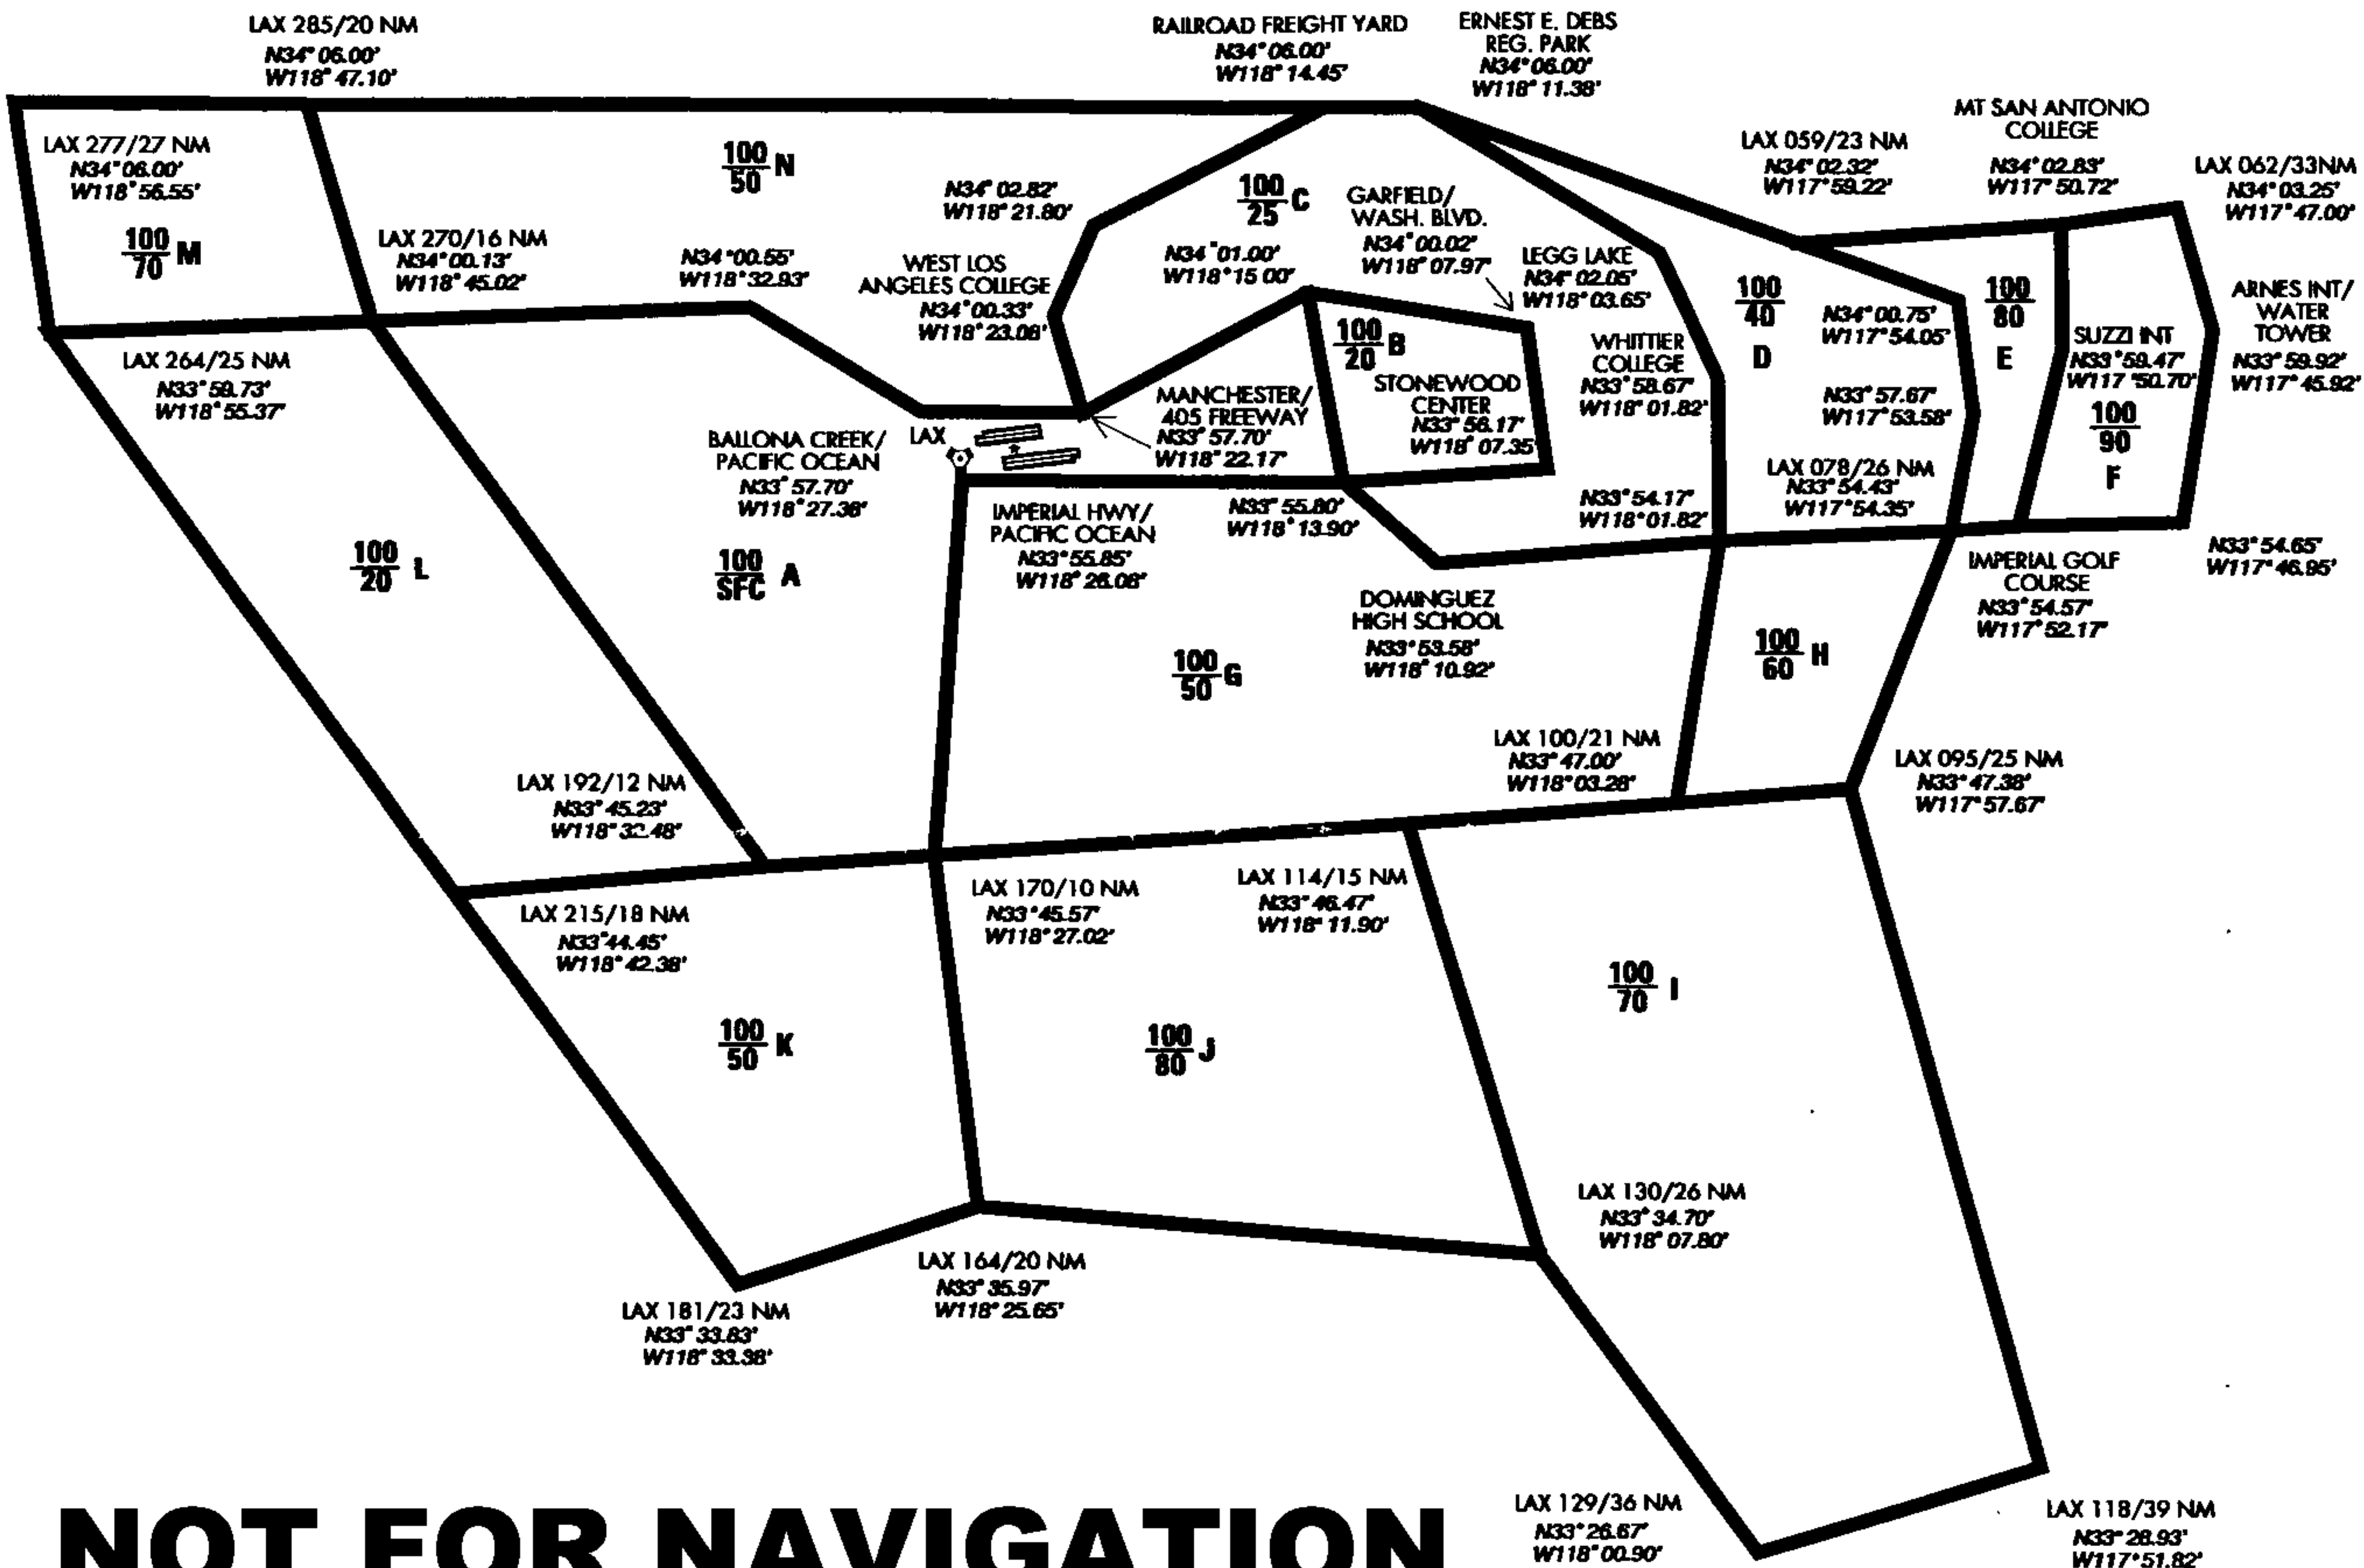 LAX 285/20 NM
N34°06.00'
W118°47.10'
RAILROAD FREIGHT YARD
N34°06.00'
W118°14.45'
ERNEST E. DEBS
REG. PARK
N34°06.00'
W118°11.38'
MT SAN ANTONIO
COLLEGE
N34°02.83'
W117°50.72'
LAX 059/23 NM
N34°02.32'
W117°59.22'
LAX 062/33NM
N34°03.25'
W117°47.00'
LAX 277/27 NM
N34°06.00'
W118°56.55'
100
70 M
100
50 N
N34°02.82'
W118°21.80'
100
25 C
GARFIELD/
WASH. BLVD.
N34°00.02'
W118°07.97'
LAX 270/16 NM
N34°00.13'
W118°45.02'
N34°00.55'
W118°32.93'
WEST LOS
ANGELES COLLEGE
N34°00.33'
W118°23.08'
N34°01.00'
W118°15 00'
LEGG LAKE
N34°02.05'
W118°03.65'
100
40
D
N34°00.75'
W117°54.05'
100
80
E
SUZZI INT
N33°59.47'
W117°50.70'
ARNES INT/
WATER
TOWER
N33°59.92'
W117°45.92'
100
20 B
WHITTIER
COLLEGE
N33°58.67'
W118°01.82'
LAX 264/25 NM
N33°59.73'
W118°55.37'
STONEWOOD
CENTER
N33°56.17'
W118°07.35'
MANCHESTER/
405 FREEWAY
N33°57.70'
W118°22.17'
N33°57.67'
W117°53.58'
100
90
F
BALLONA CREEK/
PACIFIC OCEAN
N33°57.70'
W118°27.38'
LAX
LAX 078/26 NM
N33°54.43'
W117°54.35'
IMPERIAL HWY/
PACIFIC OCEAN
N33°55.85'
W118°26.08'
N33°55.80'
W118°13.90'
N33°54.17'
W118°01.82'
100
20 L
100
SFC A
IMPERIAL GOLF
COURSE
N33°54.57'
W117°52.17'
N33°54.65'
W117°46.95'
DOMINGUEZ
HIGH SCHOOL
N33°53.58'
W118°10.92'
100
50 G
100
60 H
LAX 100/21 NM
N33°47.00'
W118°03.28'
LAX 095/25 NM
N33°47.38'
W117°57.67'
LAX 192/12 NM
N33°45.23'
W118°32.48'
LAX 215/18 NM
N33°44.45'
W118°42.38'
LAX 170/10 NM
N33°45.57'
W118°27.02'
LAX 114/15 NM
N33°46.47'
W118°11.90'
100
50 K
100
80 J
100
70 I
LAX 130/26 NM
N33°34.70'
W118°07.80'
LAX 164/20 NM
N33°35.97'
W118°25.65'
LAX 181/23 NM
N33°33.83'
W118°33.38'
LAX 129/36 NM
N33°26.67'
W118°00.90'
LAX 118/39 NM
N33°28.93'
W117°51.82'
NOT FOR NAVIGATION